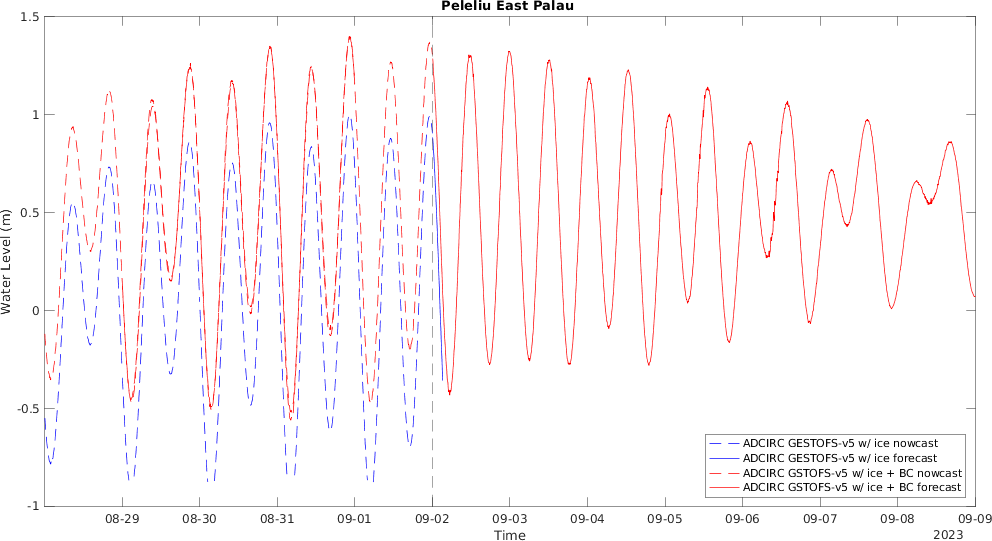 Peleliu East Palau
1.5
1
0.5
0
-0.5
-1
Water Level (m)
08-29 08-30 08-31 09-01 09-02 09-03 09-04 09-05 09-06 09-07 09-08 09-09
Time
2023
ADCIRC GESTOFS-v5 w/ ice nowcast
ADCIRC GESTOFS-v5 w/ ice forecast
ADCIRC GSTOFS-v5 w/ ice + BC nowcast
ADCIRC GSTOFS-v5 w/ ice + BC forecast